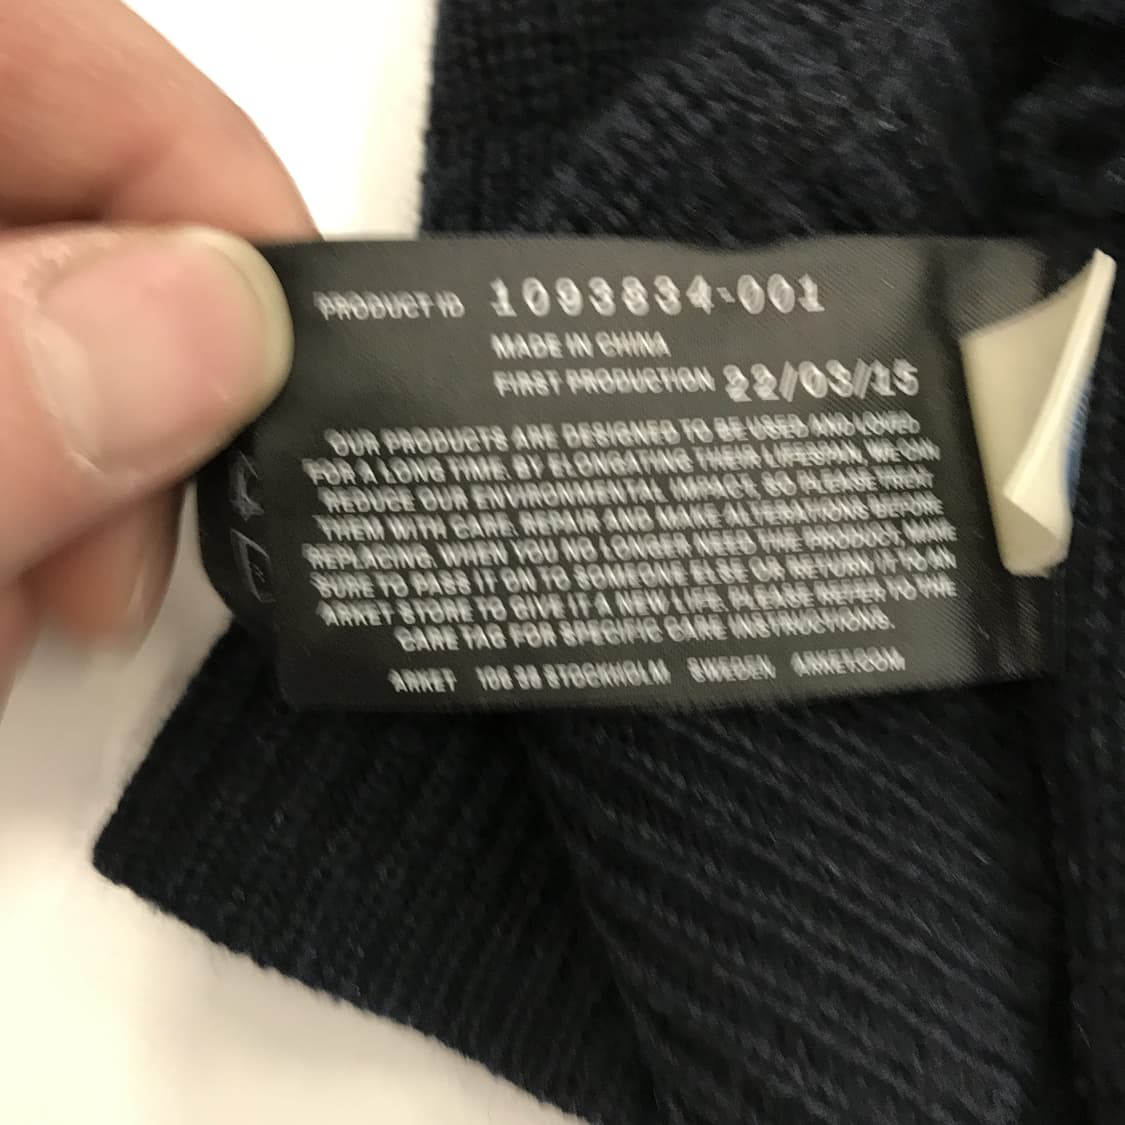 PRODUCT ID 1093834-001
MADE IN CHINA
FIRST PRODUCTION 22/03/15
OUR PRODUCTS ARE DESIGNED TO BE USED AND LOVED
FOR A LONG TIME. BY ELONGATING THEIR LIFESPAN, WE CAN
REDUCE OUR ENVIRONMENTAL IMPACT, SO PLEASE TREAT
THEM WITH CARE. REPAIR AND MAKE ALTERATIONS BEFORE
REPLACING. WHEN YOU NO LONGER NEED THE PRODUCT, MAKE
SURE TO PASS IT ON TO SOMEONE ELSE OR RETURN IT TO AN
ARKET STORE TO GIVE IT A NEW LIFE. PLEASE REFER TO THE
CARE TAG FOR SPECIFIC CARE INSTRUCTIONS.
ARKET 106 38 STOCKHOLM SWEDEN ARKET.COM